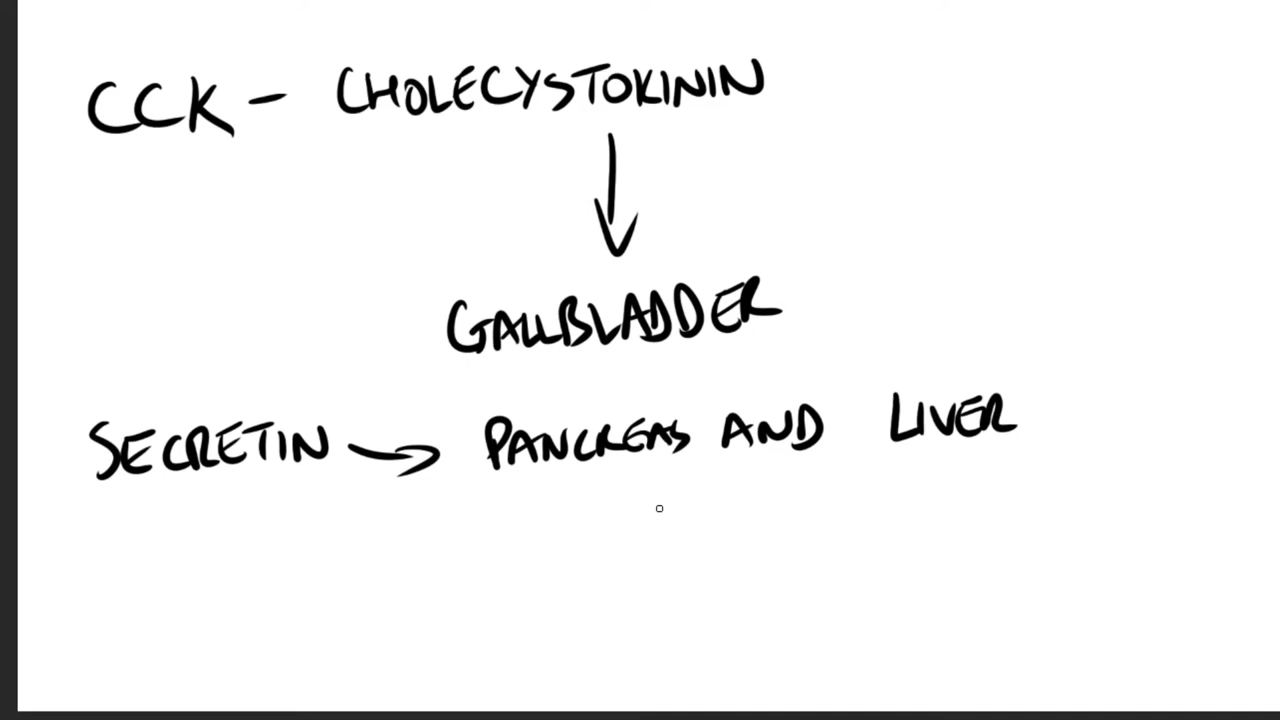 CCK - CHOLECYSTOKININ
GALLBLADDER
SECRETIN → PANCREAS AND LIVER